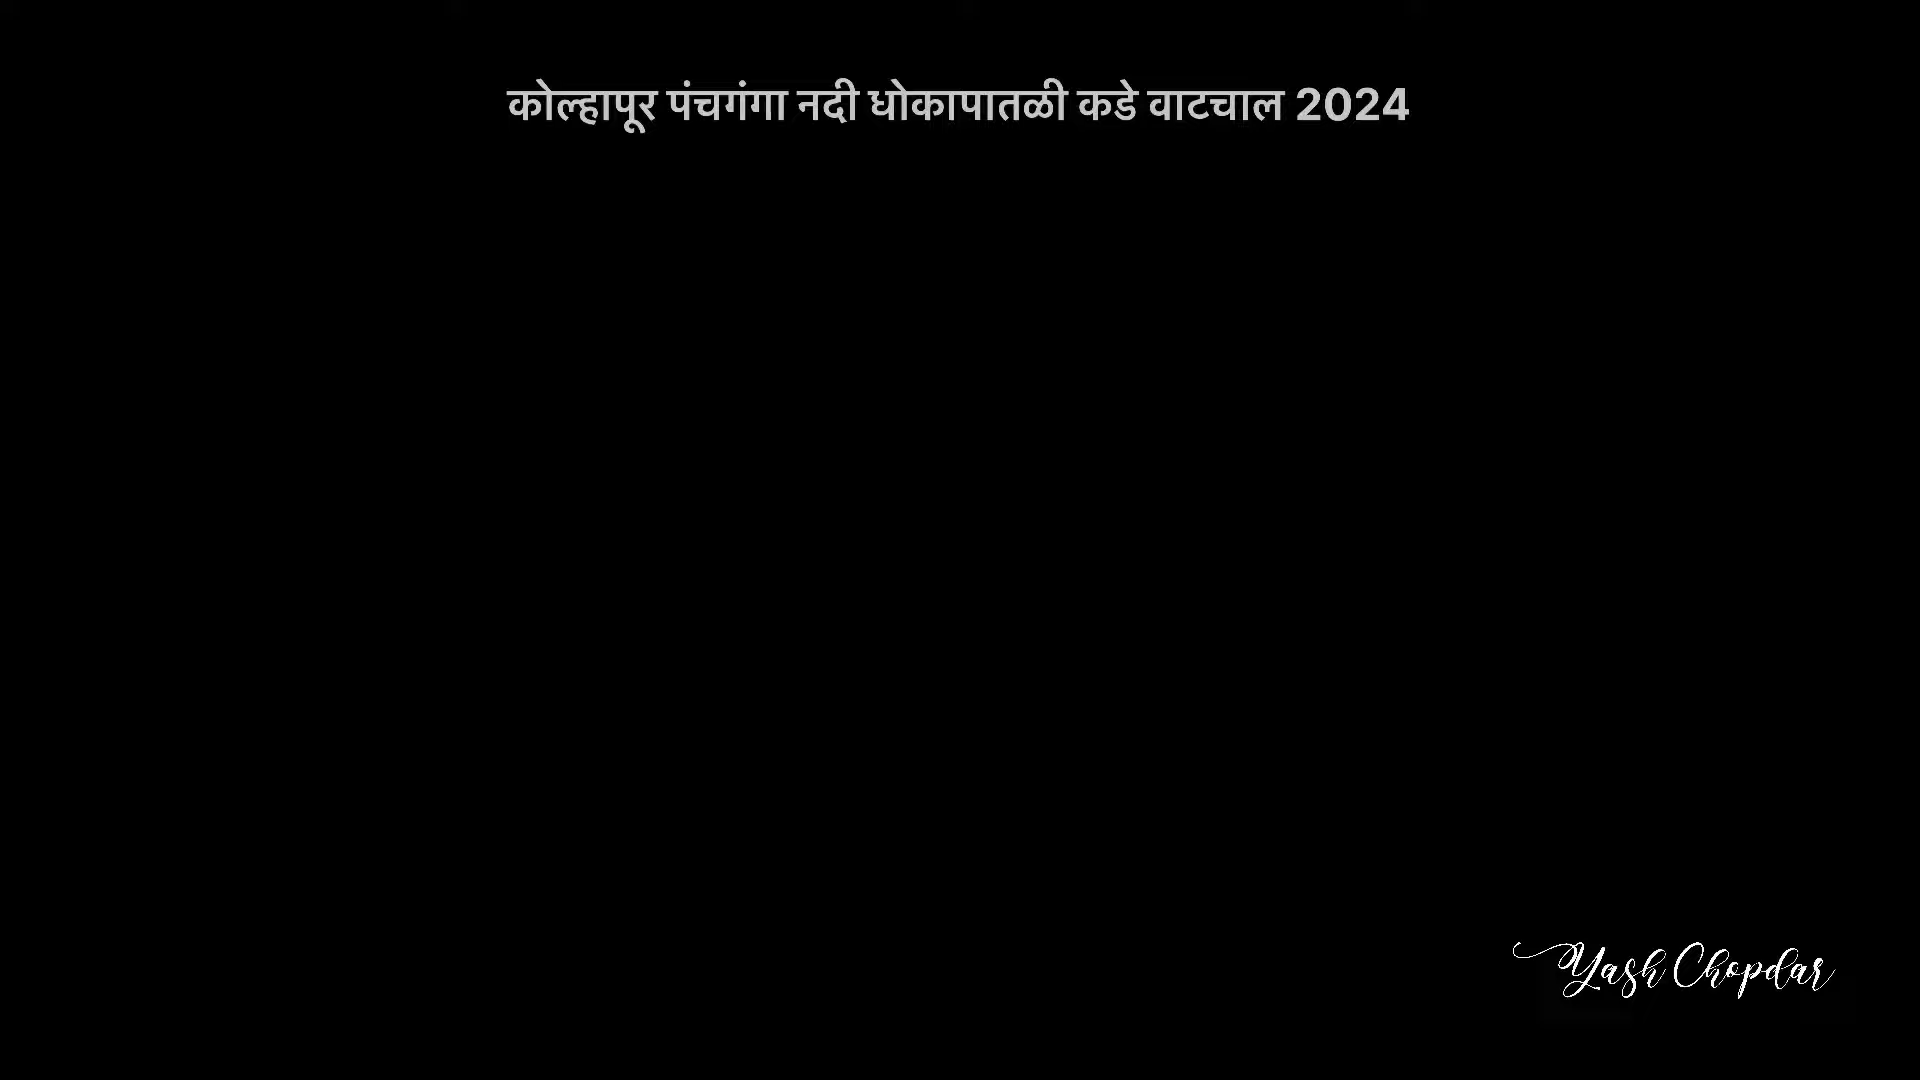 कोल्हापूर पंचगंगा नदी धोकापातळी कडे वाटचाल 2024
Yash Chopdar